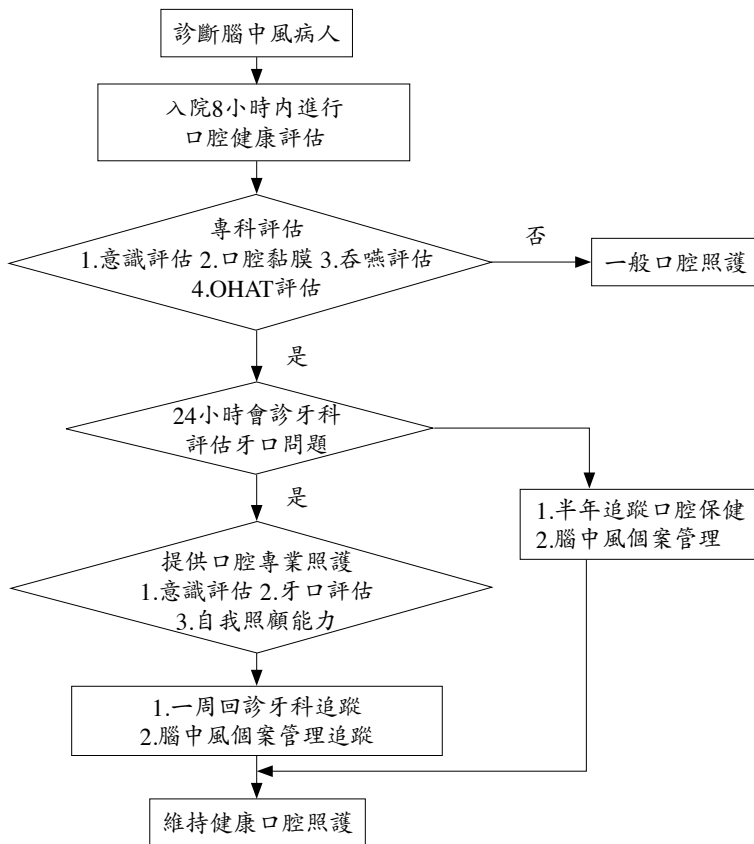 診斷腦中風病人
入院8小時內進行
口腔健康評估
專科評估
1.意識評估 2.口腔黏膜 3.吞嚥評估
4.OHAT評估
否
一般口腔照護
是
24小時會診牙科
評估牙口問題
是
1.半年追蹤口腔保健
2.腦中風個案管理
提供口腔專業照護
1.意識評估 2.牙口評估
3.自我照顧能力
1.一周回診牙科追蹤
2.腦中風個案管理追蹤
維持健康口腔照護